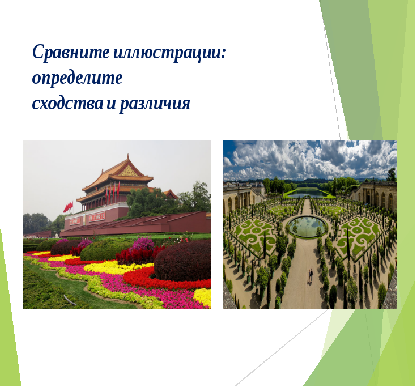 Сравните иллюстрации:
определите
сходства и различия